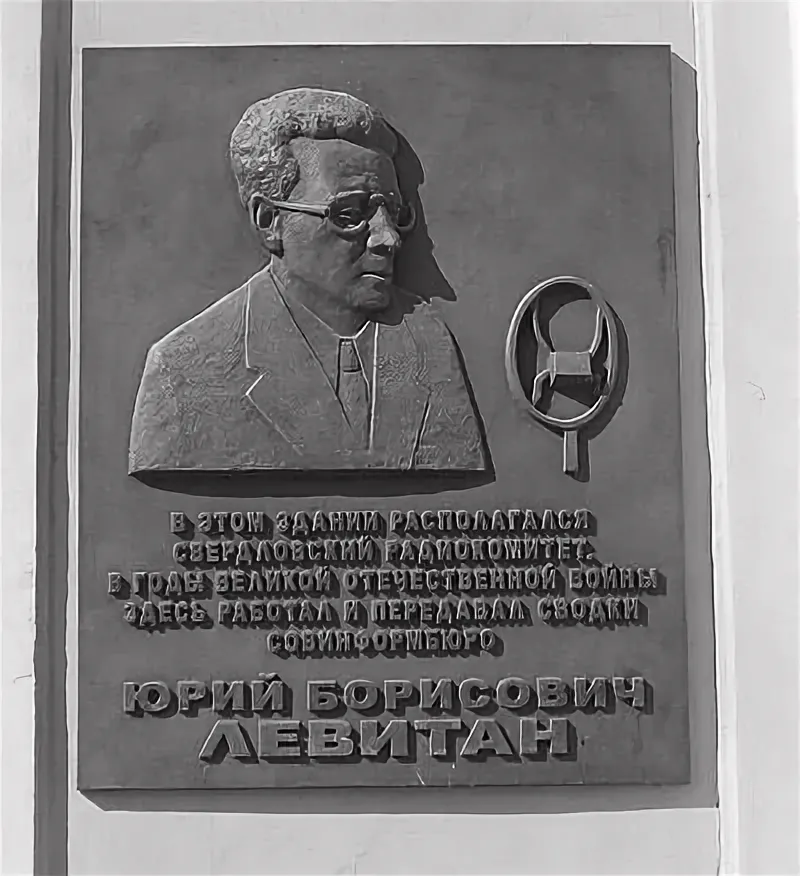 В ЭТОМ ЗДАНИИ РАСПОЛАГАЛСЯ
СВЕРДЛОВСКИЙ РАДИОКОМИТЕТ.
В ГОДЫ ВЕЛИКОЙ ОТЕЧЕСТВЕННОЙ ВОЙНЫ
ЗДЕСЬ РАБОТАЛ И ПЕРЕДАВАЛ СВОДКИ
СОВИНФОРМБЮРО
ЮРИЙ БОРИСОВИЧ
ЛЕВИТАН